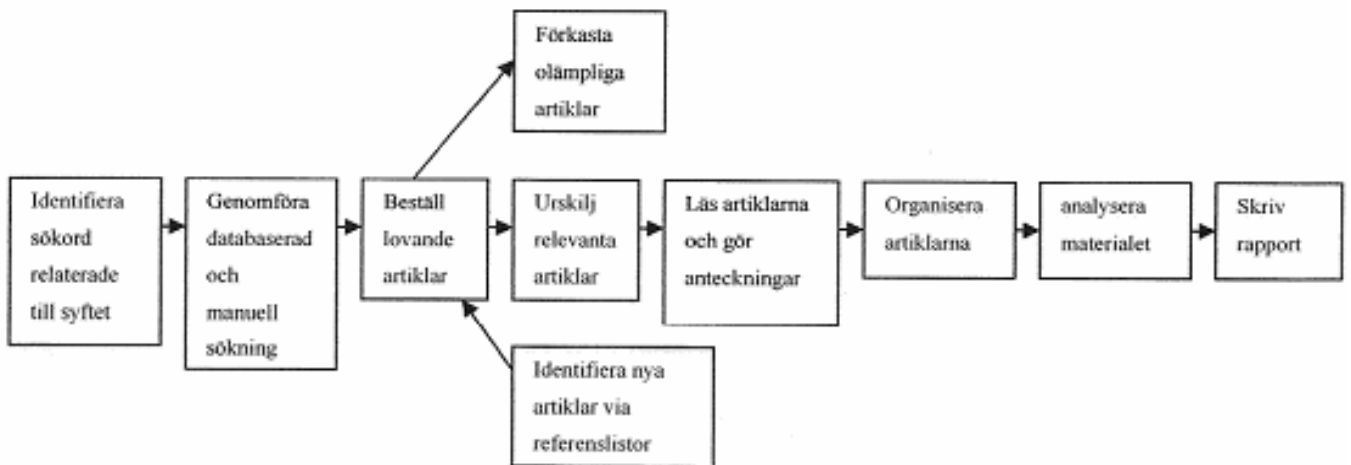 Förkasta
olämpliga
artiklar
Identifiera
sökord
relaterade
till syftet
Genomföra
databaserad
och
manuell
sökning
Beställ
lovande
artiklar
Urskilj
relevanta
artiklar
Läs artiklarna
och gör
anteckningar
Organisera
artiklarna
analysera
materialet
Skriv
rapport
Identifiera nya
artiklar via
referenslistor